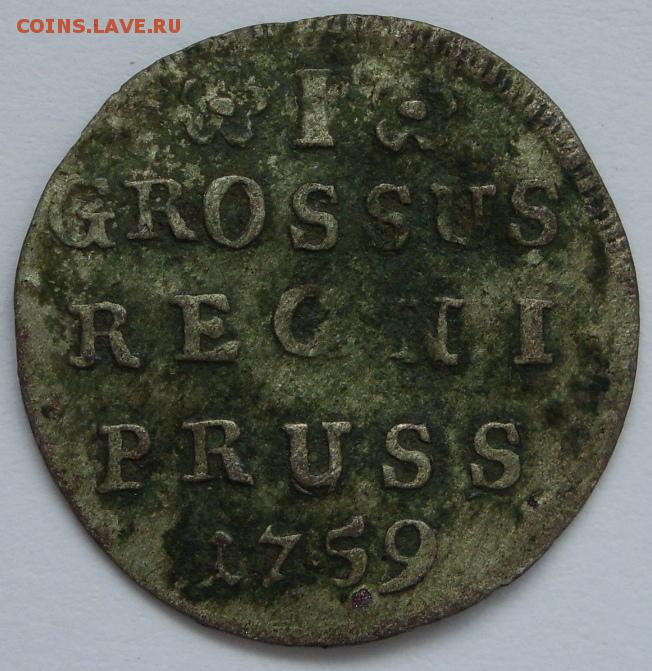 COINS.LAVE.RU
I
GROSSUS
REGNI
PRUSS
1759